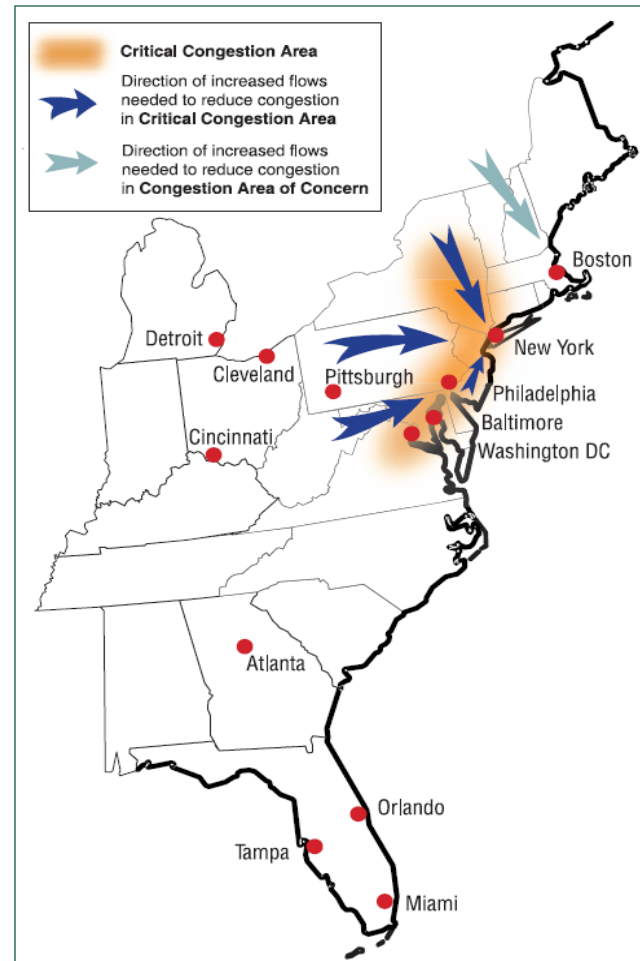 Critical Congestion Area
Direction of increased flows
needed to reduce congestion
in Critical Congestion Area
Direction of increased flows
needed to reduce congestion
in Congestion Area of Concern
Boston
Detroit
New York
Cleveland
Pittsburgh
Philadelphia
Baltimore
Cincinnati
Washington DC
Atlanta
Orlando
Tampa
Miami